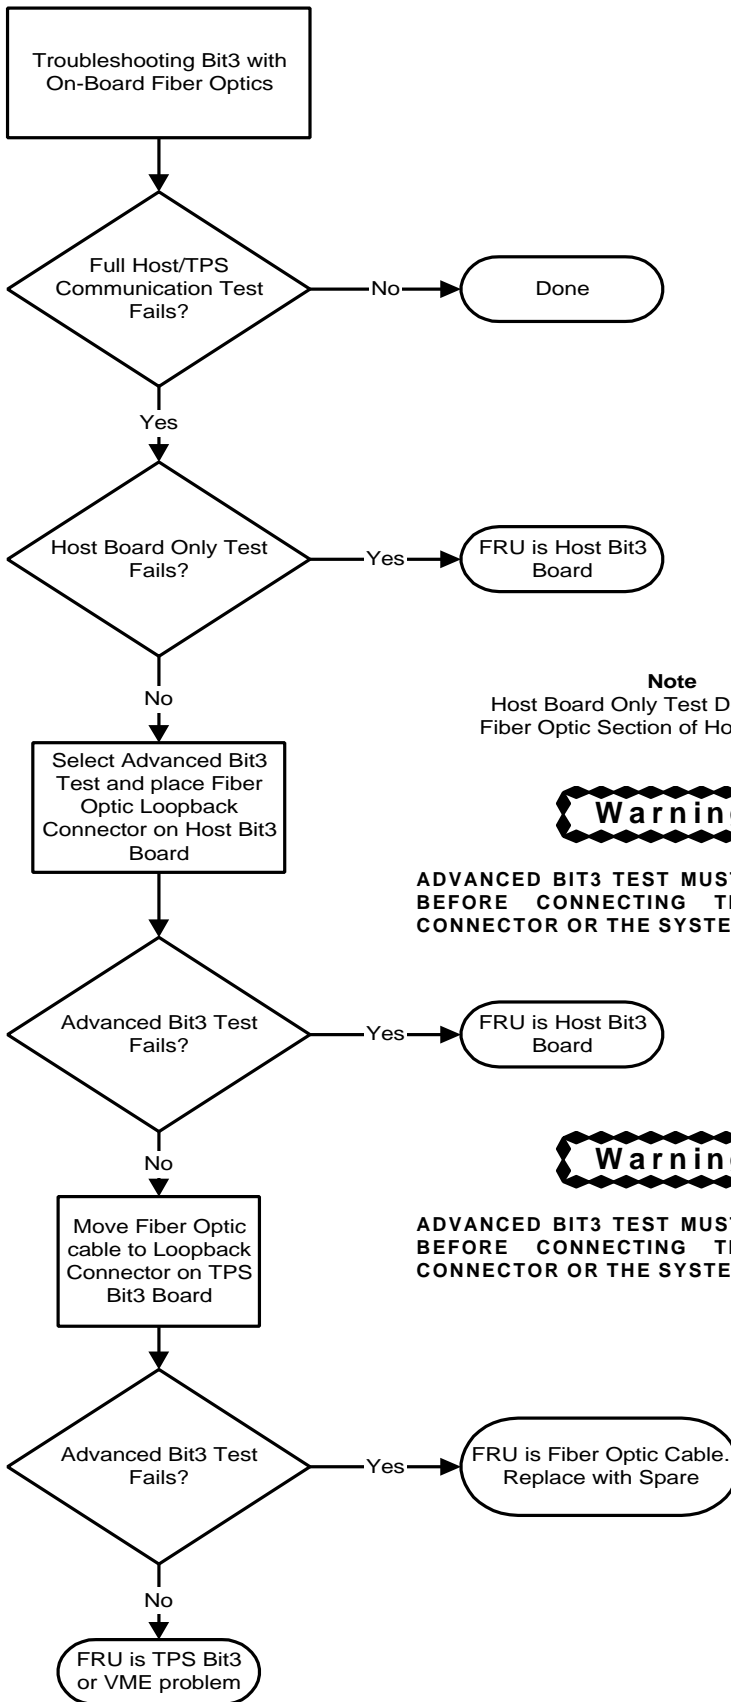 Troubleshooting Bit3 with
On-Board Fiber Optics
Full Host/TPS
Communication Test
Fails?
No
Done
Yes
Host Board Only Test
Fails?
Yes
FRU is Host Bit3
Board
No
Note
Host Board Only Test
Fiber Optic Section of
Select Advanced Bit3
Test and place Fiber
Optic Loopback
Connector on Host Bit3
Board
ADVANCED BIT3 TEST
BEFORE CONNECTING
CONNECTOR OR THE
Advanced Bit3 Test
Fails?
Yes
FRU is Host Bit3
Board
No
Move Fiber Optic
cable to Loopback
Connector on TPS
Bit3 Board
ADVANCED BIT3 TEST
BEFORE CONNECTING
CONNECTOR OR THE
Advanced Bit3 Test
Fails?
Yes
FRU is Fiber Optic Cable.
Replace with Spare
No
FRU is TPS Bit3
or VME problem